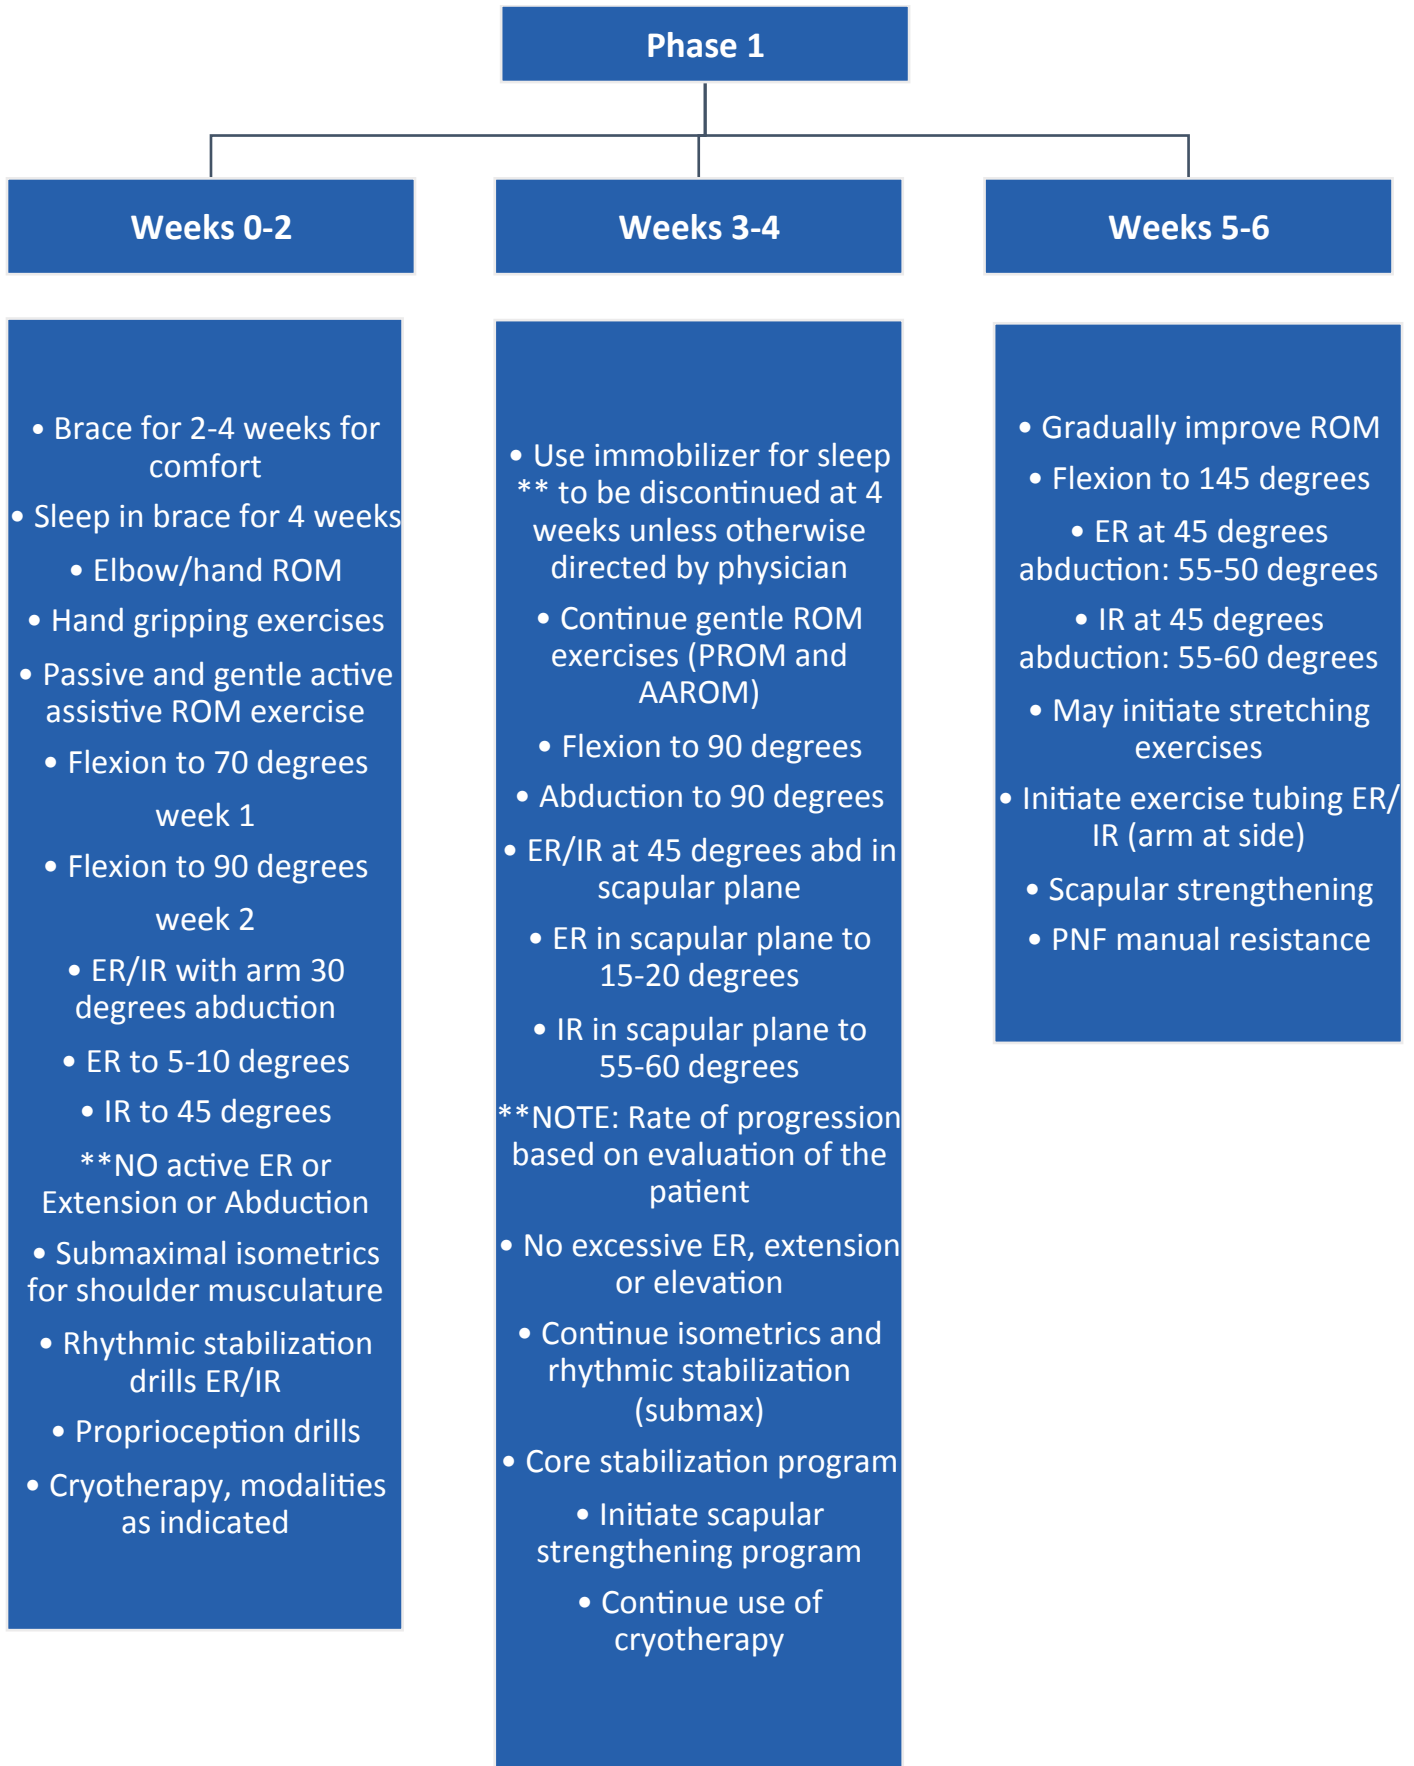 Phase 1
Weeks 0-2
Weeks 3-4
Weeks 5-6
• Brace for 2-4 weeks for
comfort
• Sleep in brace for 4 weeks
• Elbow/hand ROM
• Hand gripping exercises
• Passive and gentle active
assistive ROM exercise
• Flexion to 70 degrees
week 1
• Flexion to 90 degrees
week 2
• ER/IR with arm 30
degrees abduction
• ER to 5-10 degrees
• IR to 45 degrees
**NO active ER or
Extension or Abduction
• Submaximal isometrics
for shoulder musculature
• Rhythmic stabilization
drills ER/IR
• Proprioception drills
• Cryotherapy, modalities
as indicated
• Use immobilizer for sleep
** to be discontinued at 4
weeks unless otherwise
directed by physician
• Continue gentle ROM
exercises (PROM and
AAROM)
• Flexion to 90 degrees
• Abduction to 90 degrees
• ER/IR at 45 degrees abd in
scapular plane
• ER in scapular plane to
15-20 degrees
• IR in scapular plane to
55-60 degrees
**NOTE: Rate of progression
based on evaluation of the
patient
• No excessive ER, extension
or elevation
• Continue isometrics and
rhythmic stabilization
(submax)
• Core stabilization program
• Initiate scapular
strengthening program
• Continue use of
cryotherapy
• Gradually improve ROM
• Flexion to 145 degrees
• ER at 45 degrees
abduction: 55-50 degrees
• IR at 45 degrees
abduction: 55-60 degrees
• May initiate stretching
exercises
• Initiate exercise tubing ER/
IR (arm at side)
• Scapular strengthening
• PNF manual resistance